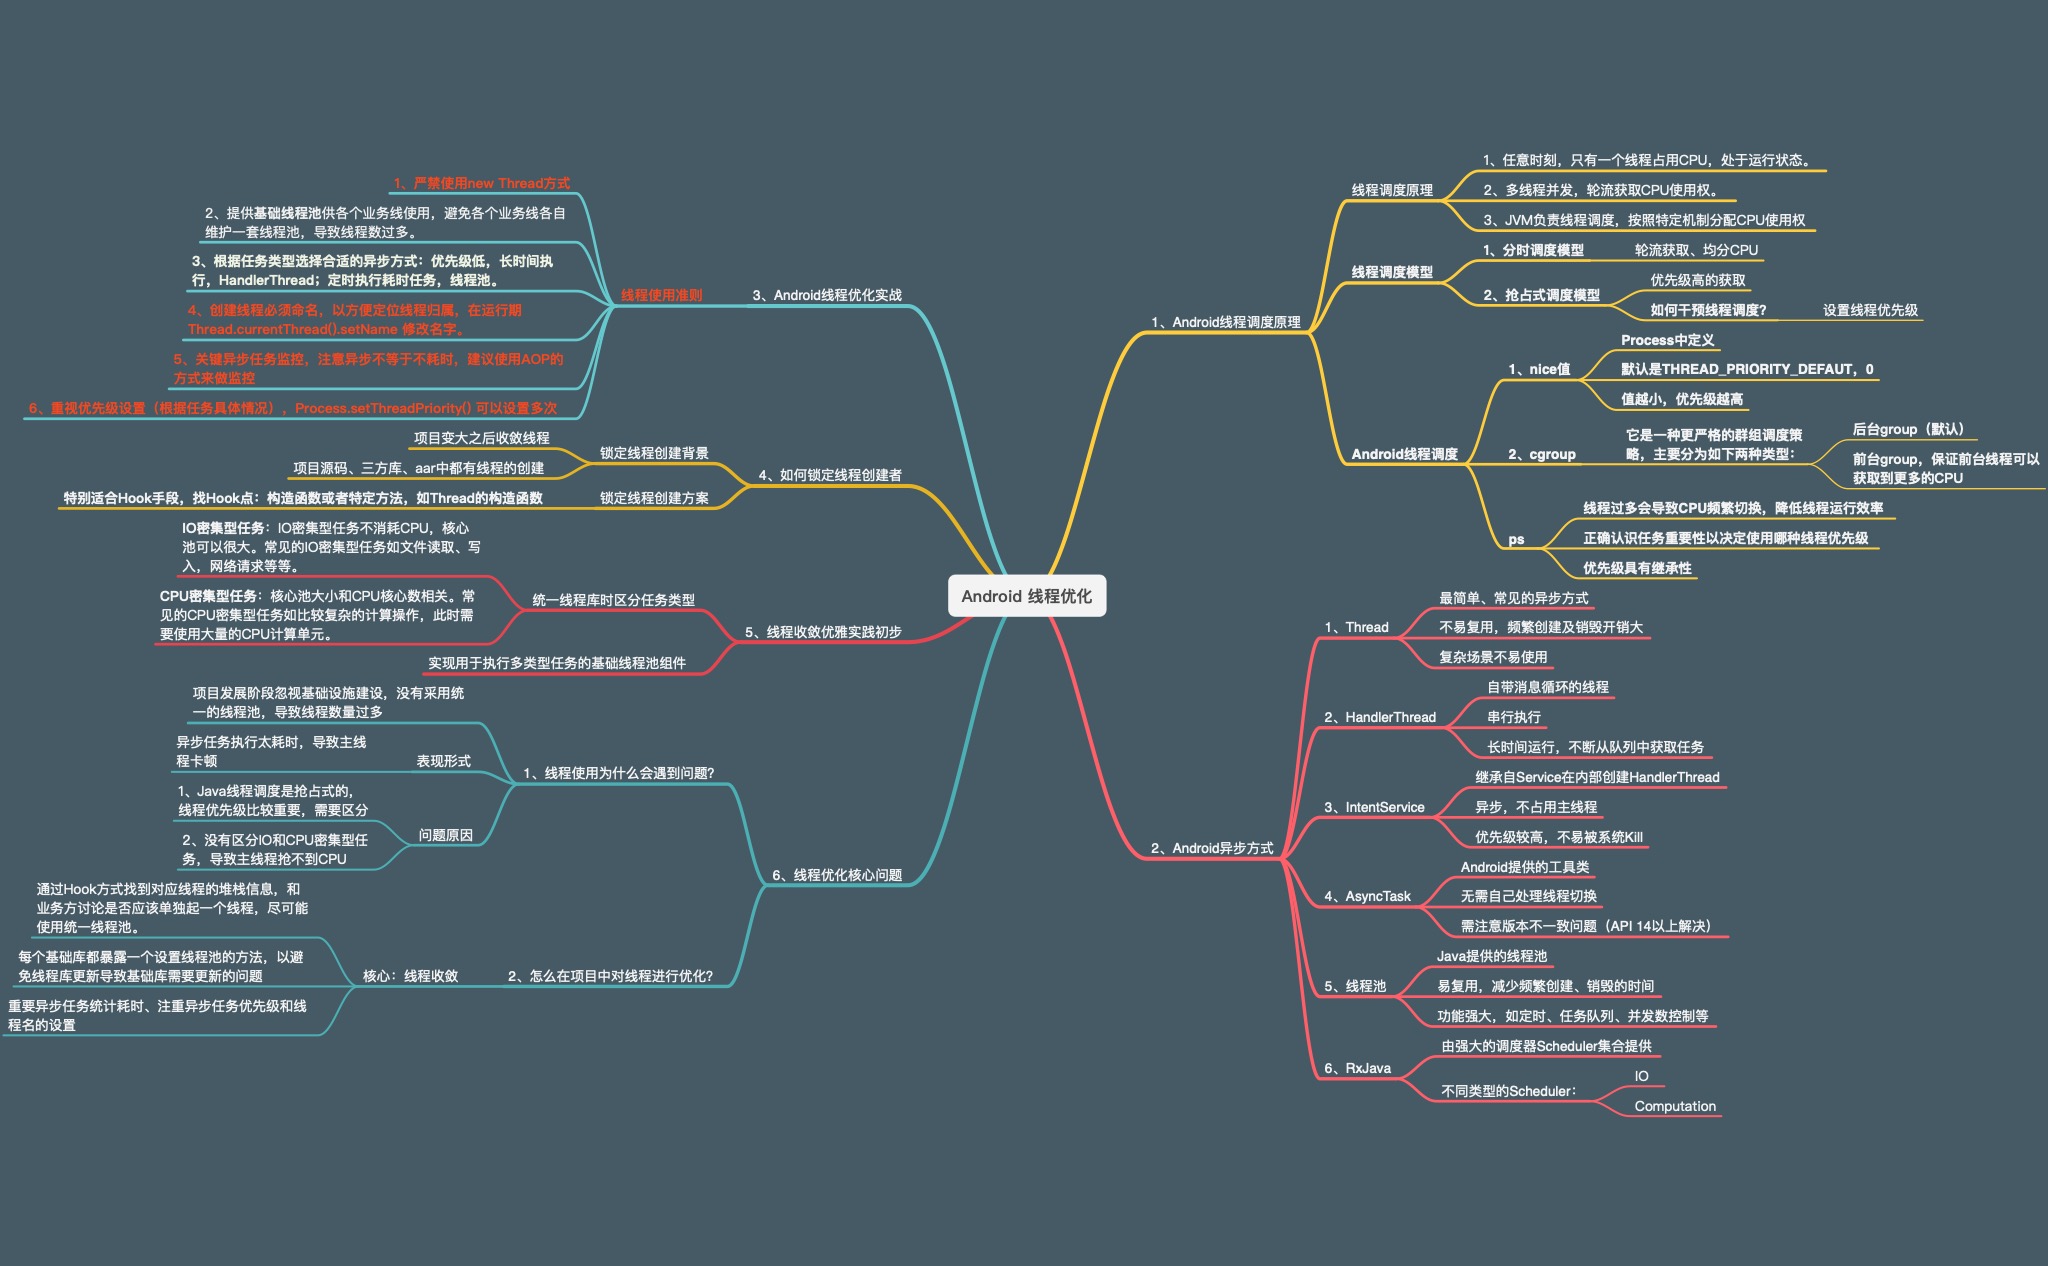 Android 线程优化
1、Android线程调度原理
线程调度原理
1、任意时刻，只有一个线程占用CPU，处于运行状态。
2、多线程并发，轮流获取CPU使用权。
3、JVM负责线程调度，按照特定机制分配CPU使用权
线程调度模型
1、分时调度模型
轮流获取、均分CPU
2、抢占式调度模型
优先级高的获取
如何干预线程调度?
设置线程优先级
Android线程调度
1、nice值
Process中定义
默认是THREAD_PRIORITY_DEFAUT，0
值越小，优先级越高
2、cgroup
它是一种更严格的群组调度策
略，主要分为如下两种类型：
后台group（默认）
前台group，保证前台线程可以
获取到更多的CPU
ps
线程过多会导致CPU频繁切换，降低线程运行效率
正确认识任务重要性以决定使用哪种线程优先级
优先级具有继承性
2、Android异步方式
1、Thread
最简单、常见的异步方式
不易复用，频繁创建及销毁开销大
复杂场景不易使用
2、HandlerThread
自带消息循环的线程
串行执行
长时间运行，不断从队列中获取任务
3、IntentService
继承自Service在内部创建HandlerThread
异步，不占用主线程
优先级较高，不易被系统Kill
4、AsyncTask
Android提供的工具类
无需自己处理线程切换
需注意版本不一致问题（API 14以上解决）
5、线程池
Java提供的线程池
易复用，减少频繁创建、销毁的时间
功能强大，如定时、任务队列、并发数控制等
6、RxJava
由强大的调度器Scheduler集合提供
不同类型的Scheduler：
IO
Computation
3、Android线程优化实战
线程使用准则
1、严禁使用new Thread方式
2、提供基础线程池供各个业务线使用，避免各个业务线各自
维护一套线程池，导致线程数过多。
3、根据任务类型选择合适的异步方式：优先级低，长时间执
行，HandlerThread；定时执行耗时任务，线程池。
4、创建线程必须命名，以方便定位线程归属，在运行期
Thread.currentThread().setName 修改名字。
5、关键异步任务监控，注意异步不等于不耗时，建议使用AOP的
方式来做监控
6、重视优先级设置（根据任务具体情况），Process.setThreadPriority() 可以设置多次
4、如何锁定线程创建者
锁定线程创建背景
项目变大之后收敛线程
项目源码、三方库、aar中都有线程的创建
锁定线程创建方案
特别适合Hook手段，找Hook点：构造函数或者特定方法，如Thread的构造函数
5、线程收敛优雅实践初步
统一线程库时区分任务类型
IO密集型任务：IO密集型任务不消耗CPU，核心
池可以很大。常见的IO密集型任务如文件读取、写
入，网络请求等等。
CPU密集型任务：核心池大小和CPU核心数相关。常
见的CPU密集型任务如比较复杂的计算操作，此时需
要使用大量的CPU计算单元。
实现用于执行多类型任务的基础线程池组件
6、线程优化核心问题
1、线程使用为什么会遇到问题?
项目发展阶段忽视基础设施建设，没有采用统
一的线程池，导致线程数量过多
表现形式
异步任务执行太耗时，导致主线
程卡顿
问题原因
1、Java线程调度是抢占式的，
线程优先级比较重要，需要区分
2、没有区分IO和CPU密集型任
务，导致主线程抢不到CPU
2、怎么在项目中对线程进行优化?
核心：线程收敛
通过Hook方式找到对应线程的堆栈信息，和
业务方讨论是否应该单独起一个线程，尽可能
使用统一线程池。
每个基础库都暴露一个设置线程池的方法，以避
免线程库更新导致基础库需要更新的问题
重要异步任务统计耗时、注重异步任务优先级和线
程名的设置